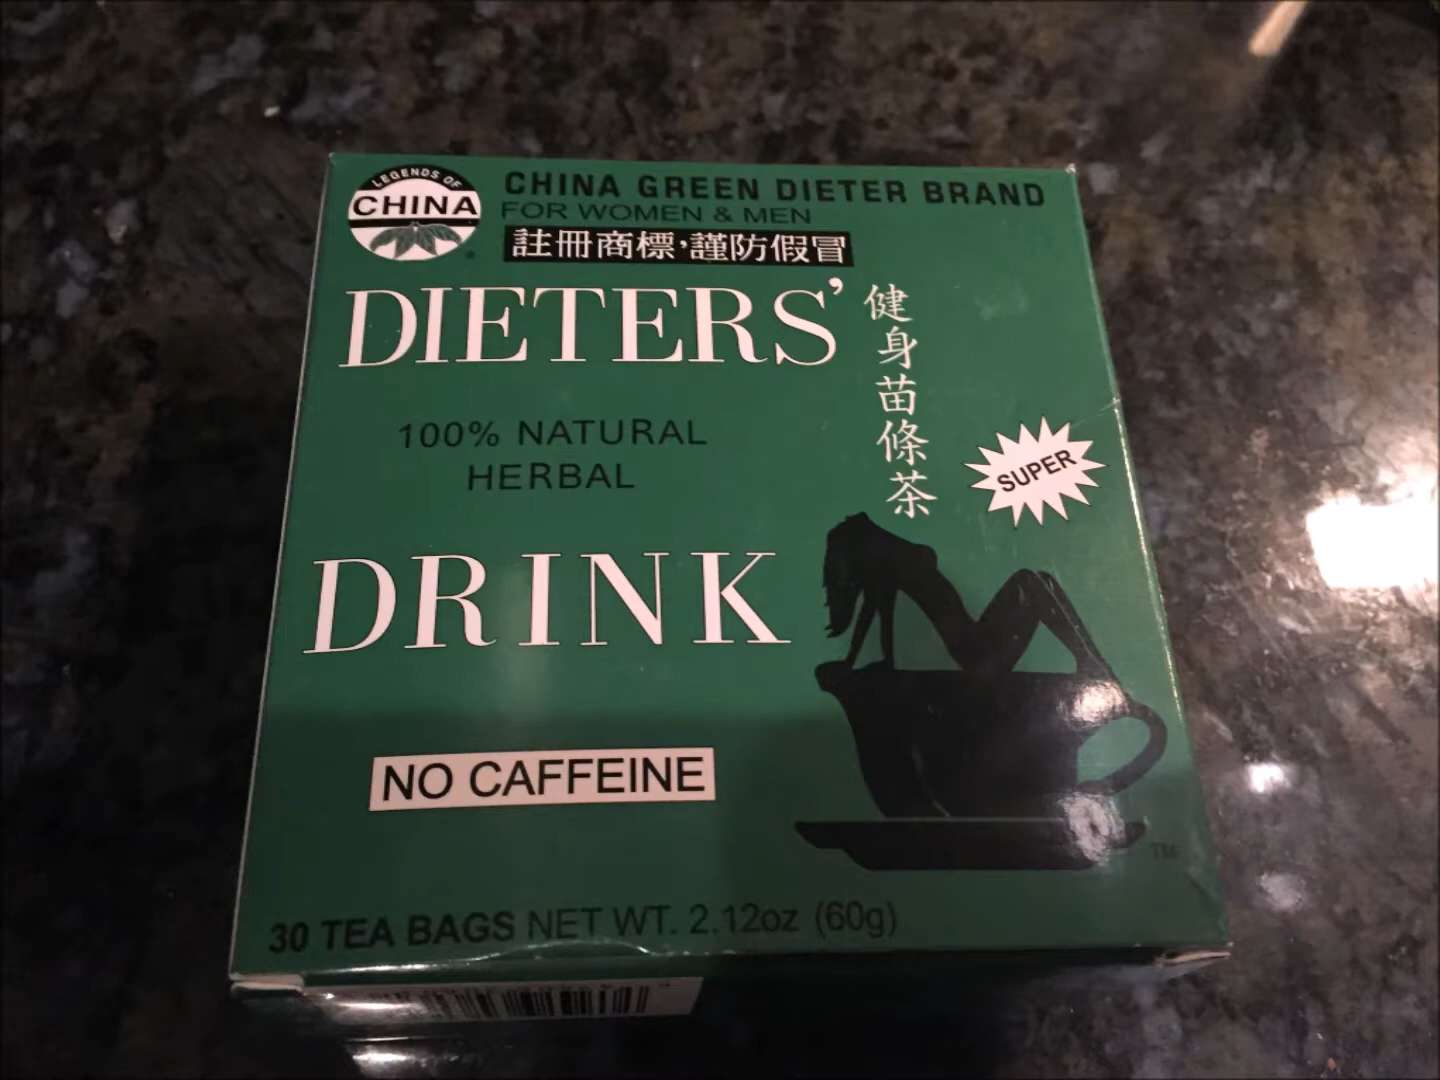 LEGENDS OF
CHINA
CHINA GREEN DIETER BRAND
FOR WOMEN & MEN
註冊商標,謹防假冒
DIETERS'
健身苗條茶
100% NATURAL
HERBAL
SUPER
DRINK
NO CAFFEINE
TM
30 TEA BAGS NET WT. 2.12oz (60g)